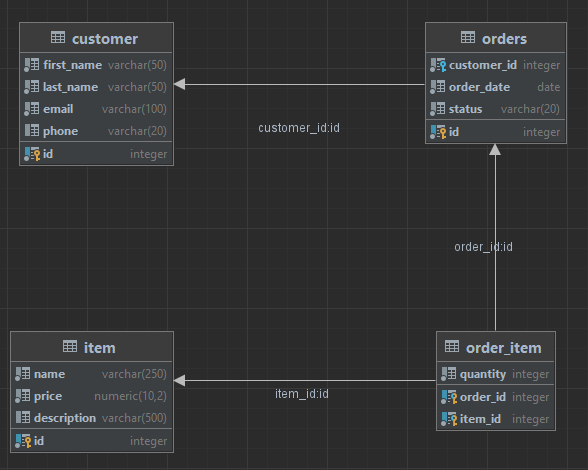 customer
first_name varchar(50)
last_name varchar(50)
email varchar(100)
phone varchar(20)
id integer
orders
customer_id integer
order_date date
status varchar(20)
id integer
customer_id:id
order_id:id
item
name varchar(250)
price numeric(10,2)
description varchar(500)
id integer
order_item
quantity integer
order_id integer
item_id integer
item_id:id